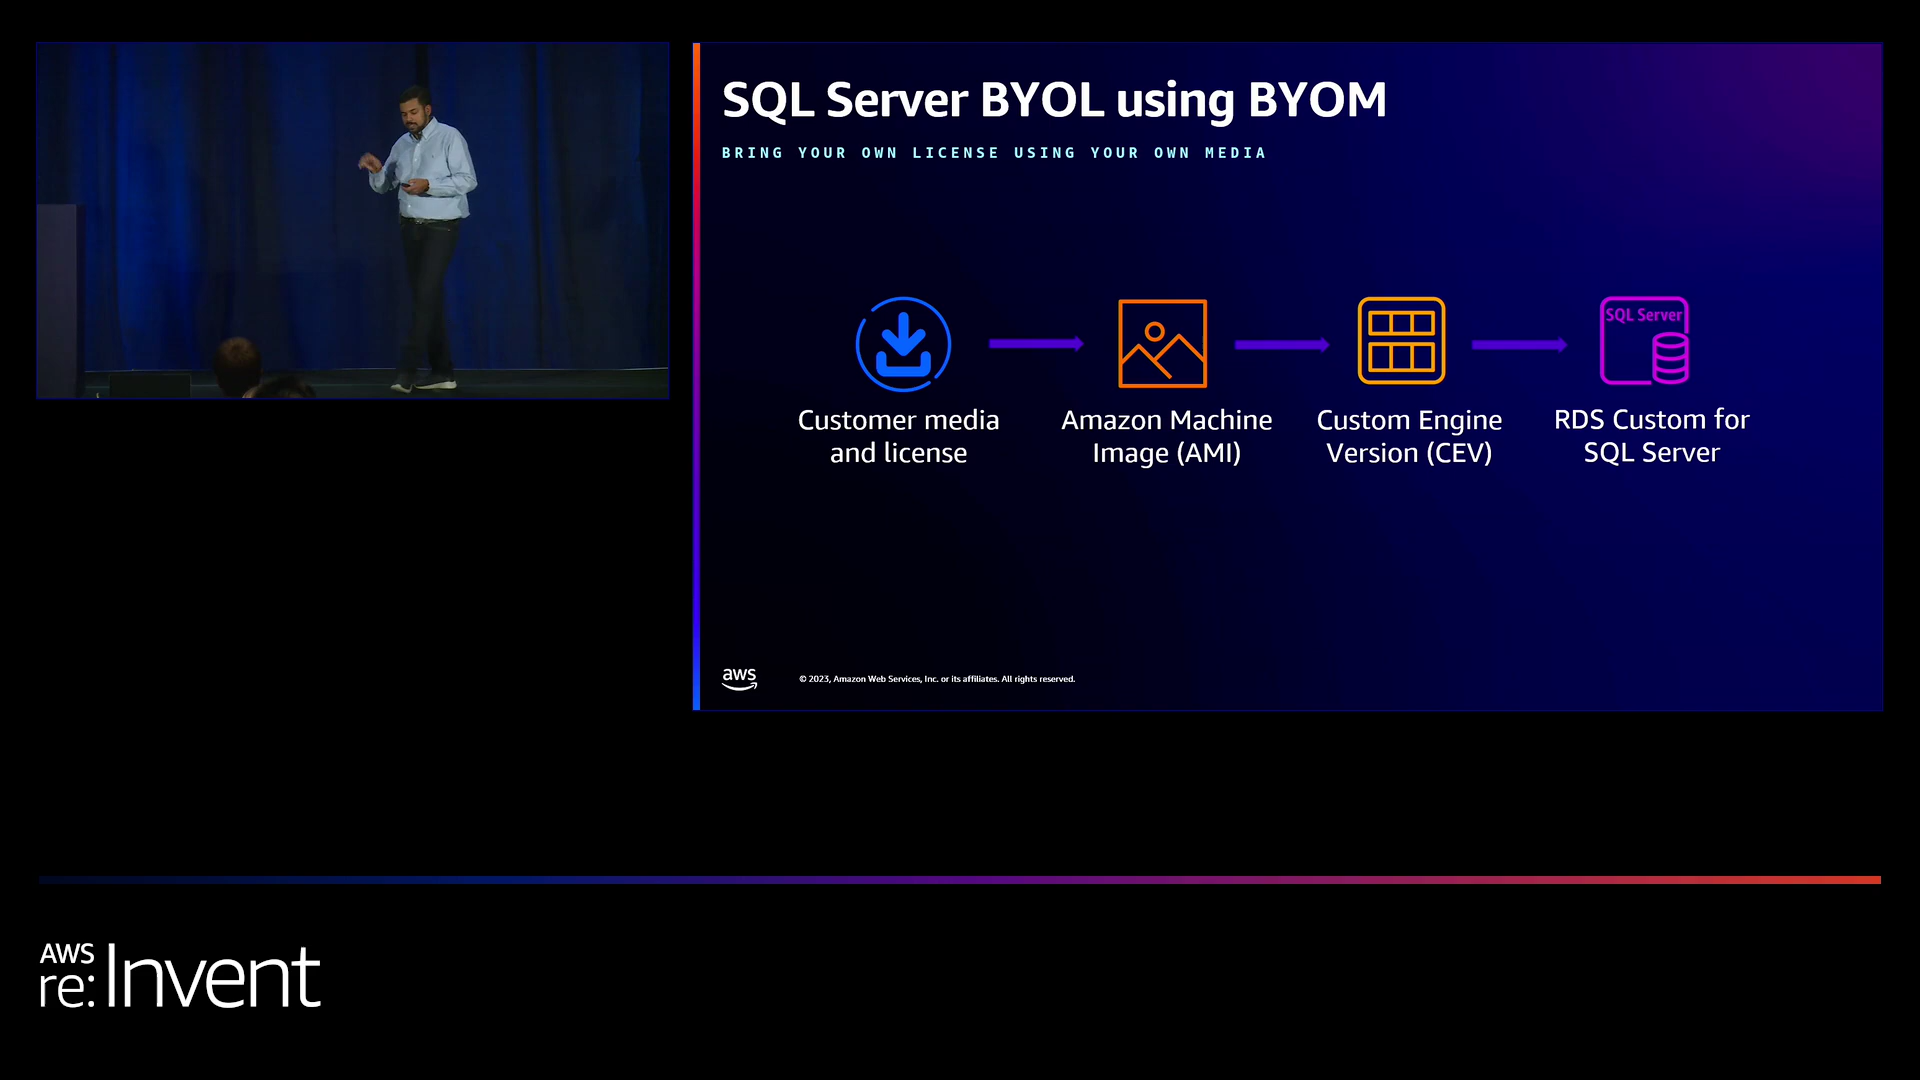 SQL Server BYOL using BYOM
BRING YOUR OWN LICENSE USING YOUR OWN MEDIA
SQL Server
Customer media
and license
Amazon Machine
Image (AMI)
Custom Engine
Version (CEV)
RDS Custom for
SQL Server
aws
© 2023, Amazon Web Services, Inc. or its affiliates. All rights reserved.
AWS
re:Invent